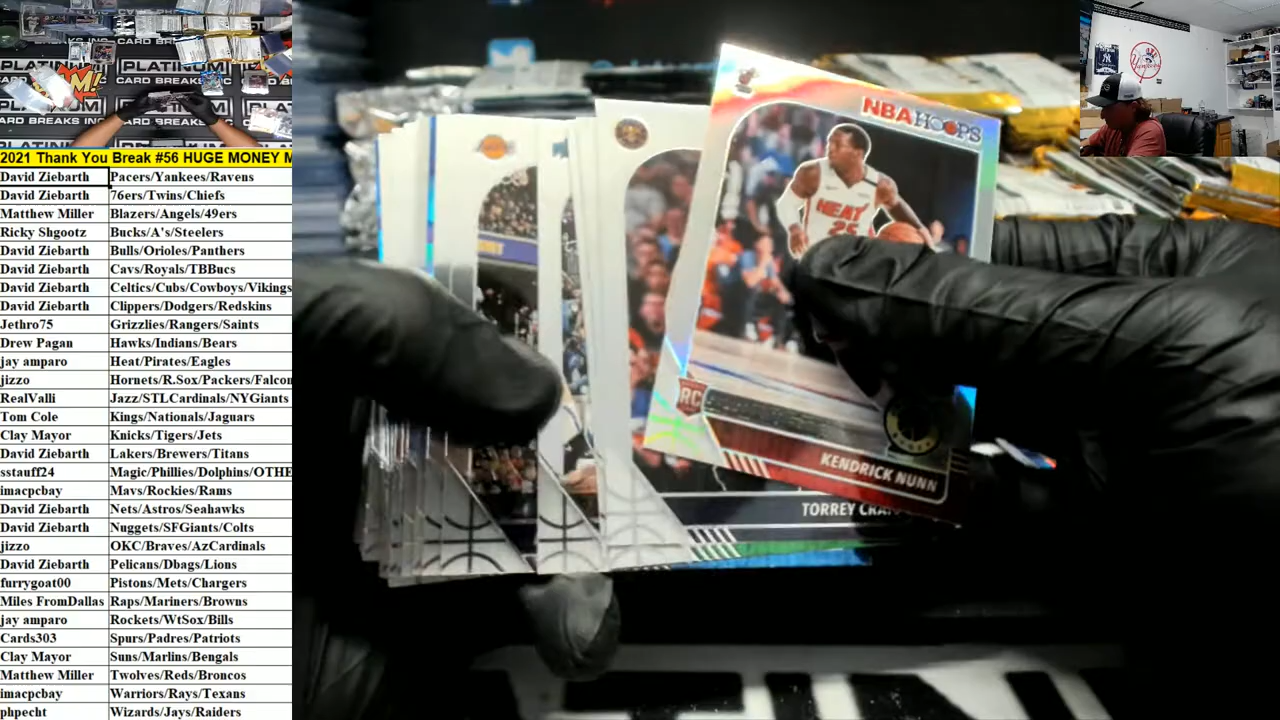 PLATINUM
CARD BREAKS INC
2021 Thank You Break #56 HUGE MONEY M
David Ziebarth Pacers/Yankees/Ravens
David Ziebarth 76ers/Twins/Chiefs
Matthew Miller Blazers/Angels/49ers
Ricky Shgootz Bucks/A's/Steelers
David Ziebarth Bulls/Orioles/Panthers
David Ziebarth Cavs/Royals/TBBucs
David Ziebarth Celtics/Cubs/Cowboys/Vikings
David Ziebarth Clippers/Dodgers/Redskins
Jethro75 Grizzlies/Rangers/Saints
Drew Pagan Hawks/Indians/Bears
jay amparo Heat/Pirates/Eagles
jizzo Hornets/R.Sox/Packers/Falcon
RealValli Jazz/STLCardinals/NYGiants
Tom Cole Kings/Nationals/Jaguars
Clay Mayor Knicks/Tigers/Jets
David Ziebarth Lakers/Brewers/Titans
sstauff24 Magic/Phillies/Dolphins/OTHE
imacpcbay Mavs/Rockies/Rams
David Ziebarth Nets/Astros/Seahawks
David Ziebarth Nuggets/SFGiants/Colts
jizzo OKC/Braves/AzCardinals
David Ziebarth Pelicans/Dbags/Lions
furrygoat00 Pistons/Mets/Chargers
Miles FromDallas Raps/Mariners/Browns
jay amparo Rockets/WtSox/Bills
Cards303 Spurs/Padres/Patriots
Clay Mayor Suns/Marlins/Bengals
Matthew Miller Twolves/Reds/Broncos
imacpcbay Warriors/Rays/Texans
phpecht Wizards/Jays/Raiders
NBA HOOPS
HEAT
25
RC
KENDRICK NUNN
TORREY CRA
Yankees